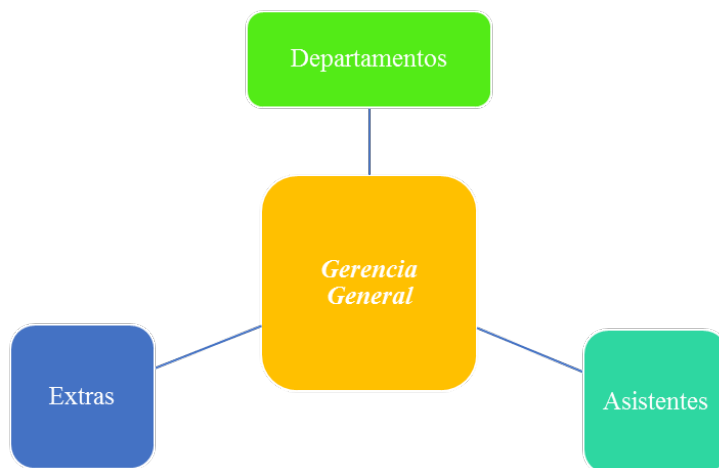 Departamentos
Gerencia
General
Extras
Asistentes